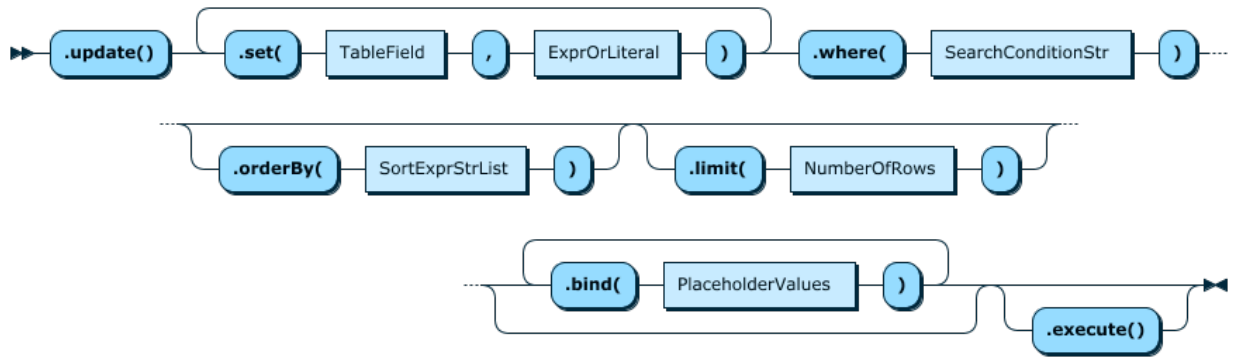 .update() .set( TableField , ExprOrLiteral ) .where( SearchConditionStr )
.orderBy( SortExprStrList ) .limit( NumberOfRows )
.bind( PlaceholderValues )
.execute()